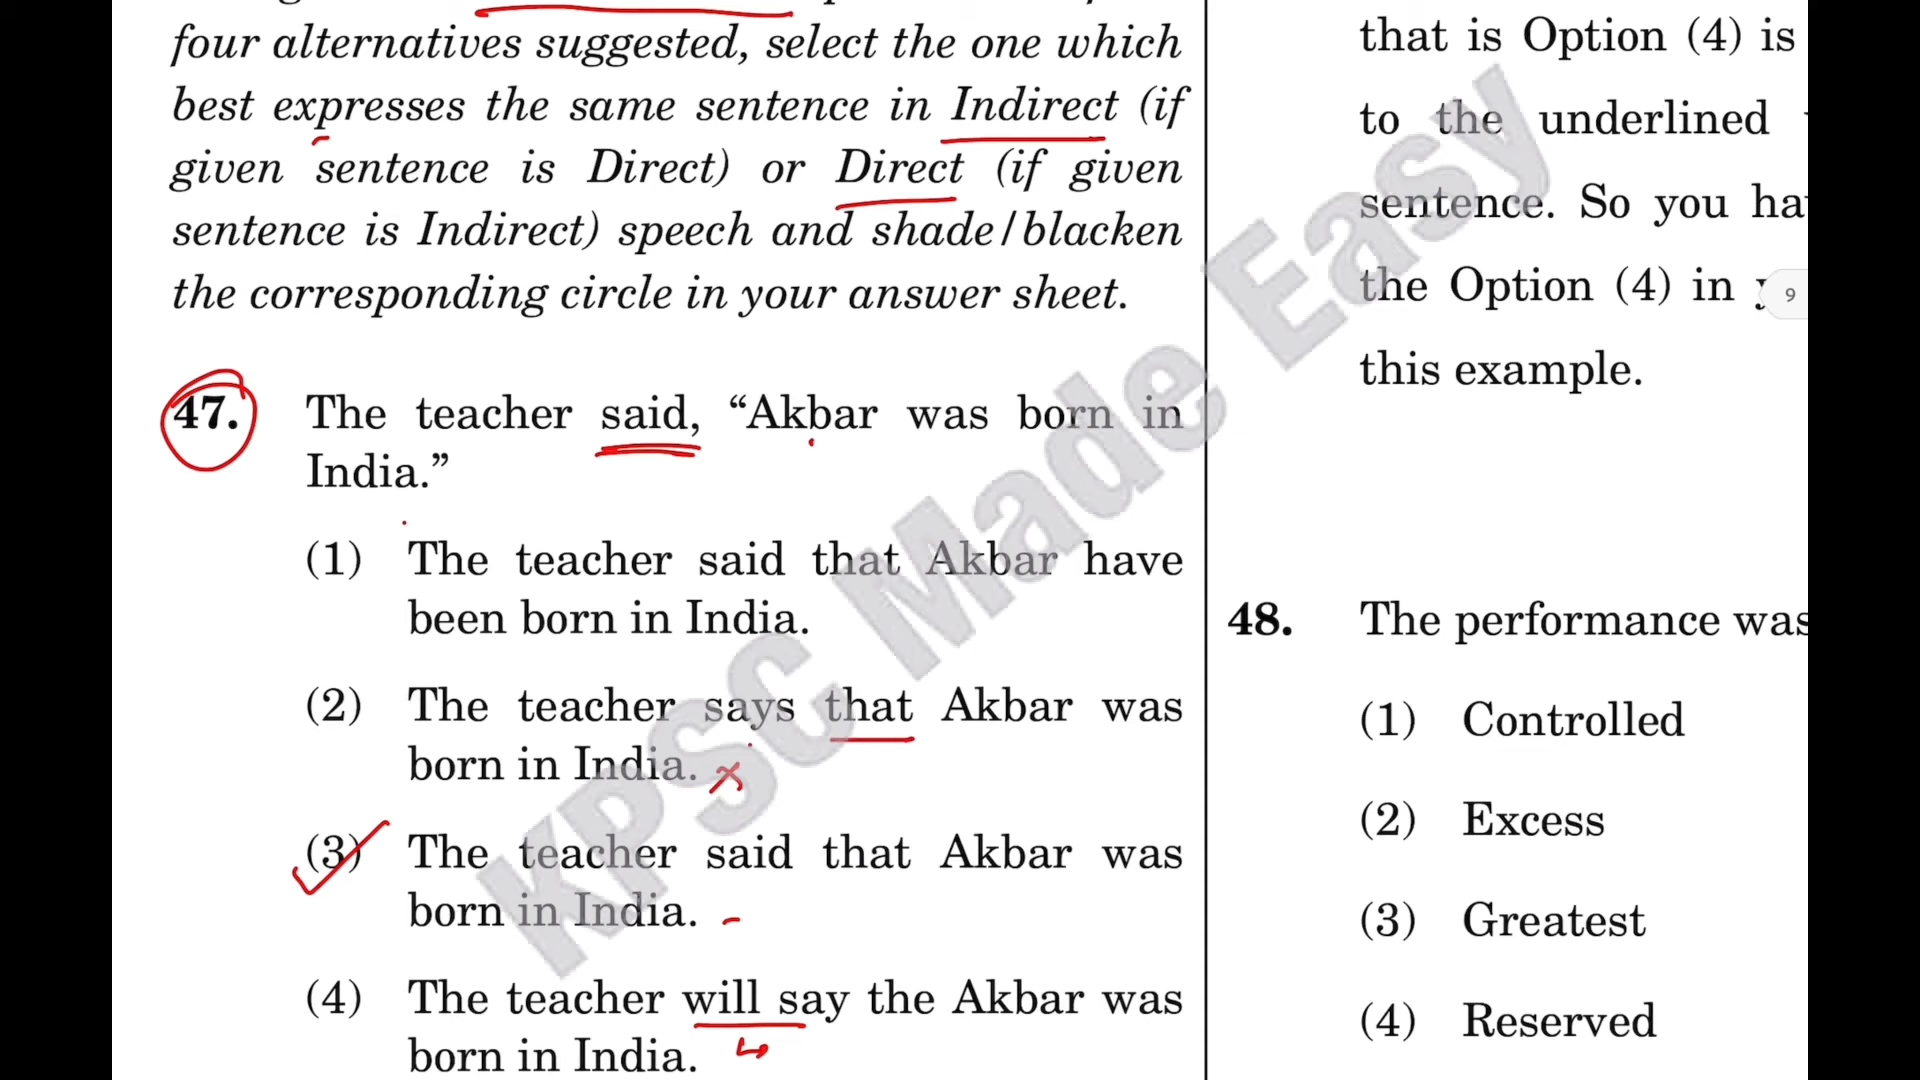 four alternatives suggested, select the one which
best expresses the same sentence in Indirect (if
given sentence is Direct) or Direct (if given
sentence is Indirect) speech and shade/blacken
the corresponding circle in your answer sheet.
47. The teacher said, “Akbar was born in
India.”
(1) The teacher said that Akbar have
been born in India.
(2) The teacher says that Akbar was
born in India.
(3) The teacher said that Akbar was
born in India.
(4) The teacher will say the Akbar was
born in India.
that is Option (4) is
to the underlined
sentence. So you
the Option (4) in
this example.
48. The performance was
(1) Controlled
(2) Excess
(3) Greatest
(4) Reserved
9
KPSC Made Easy